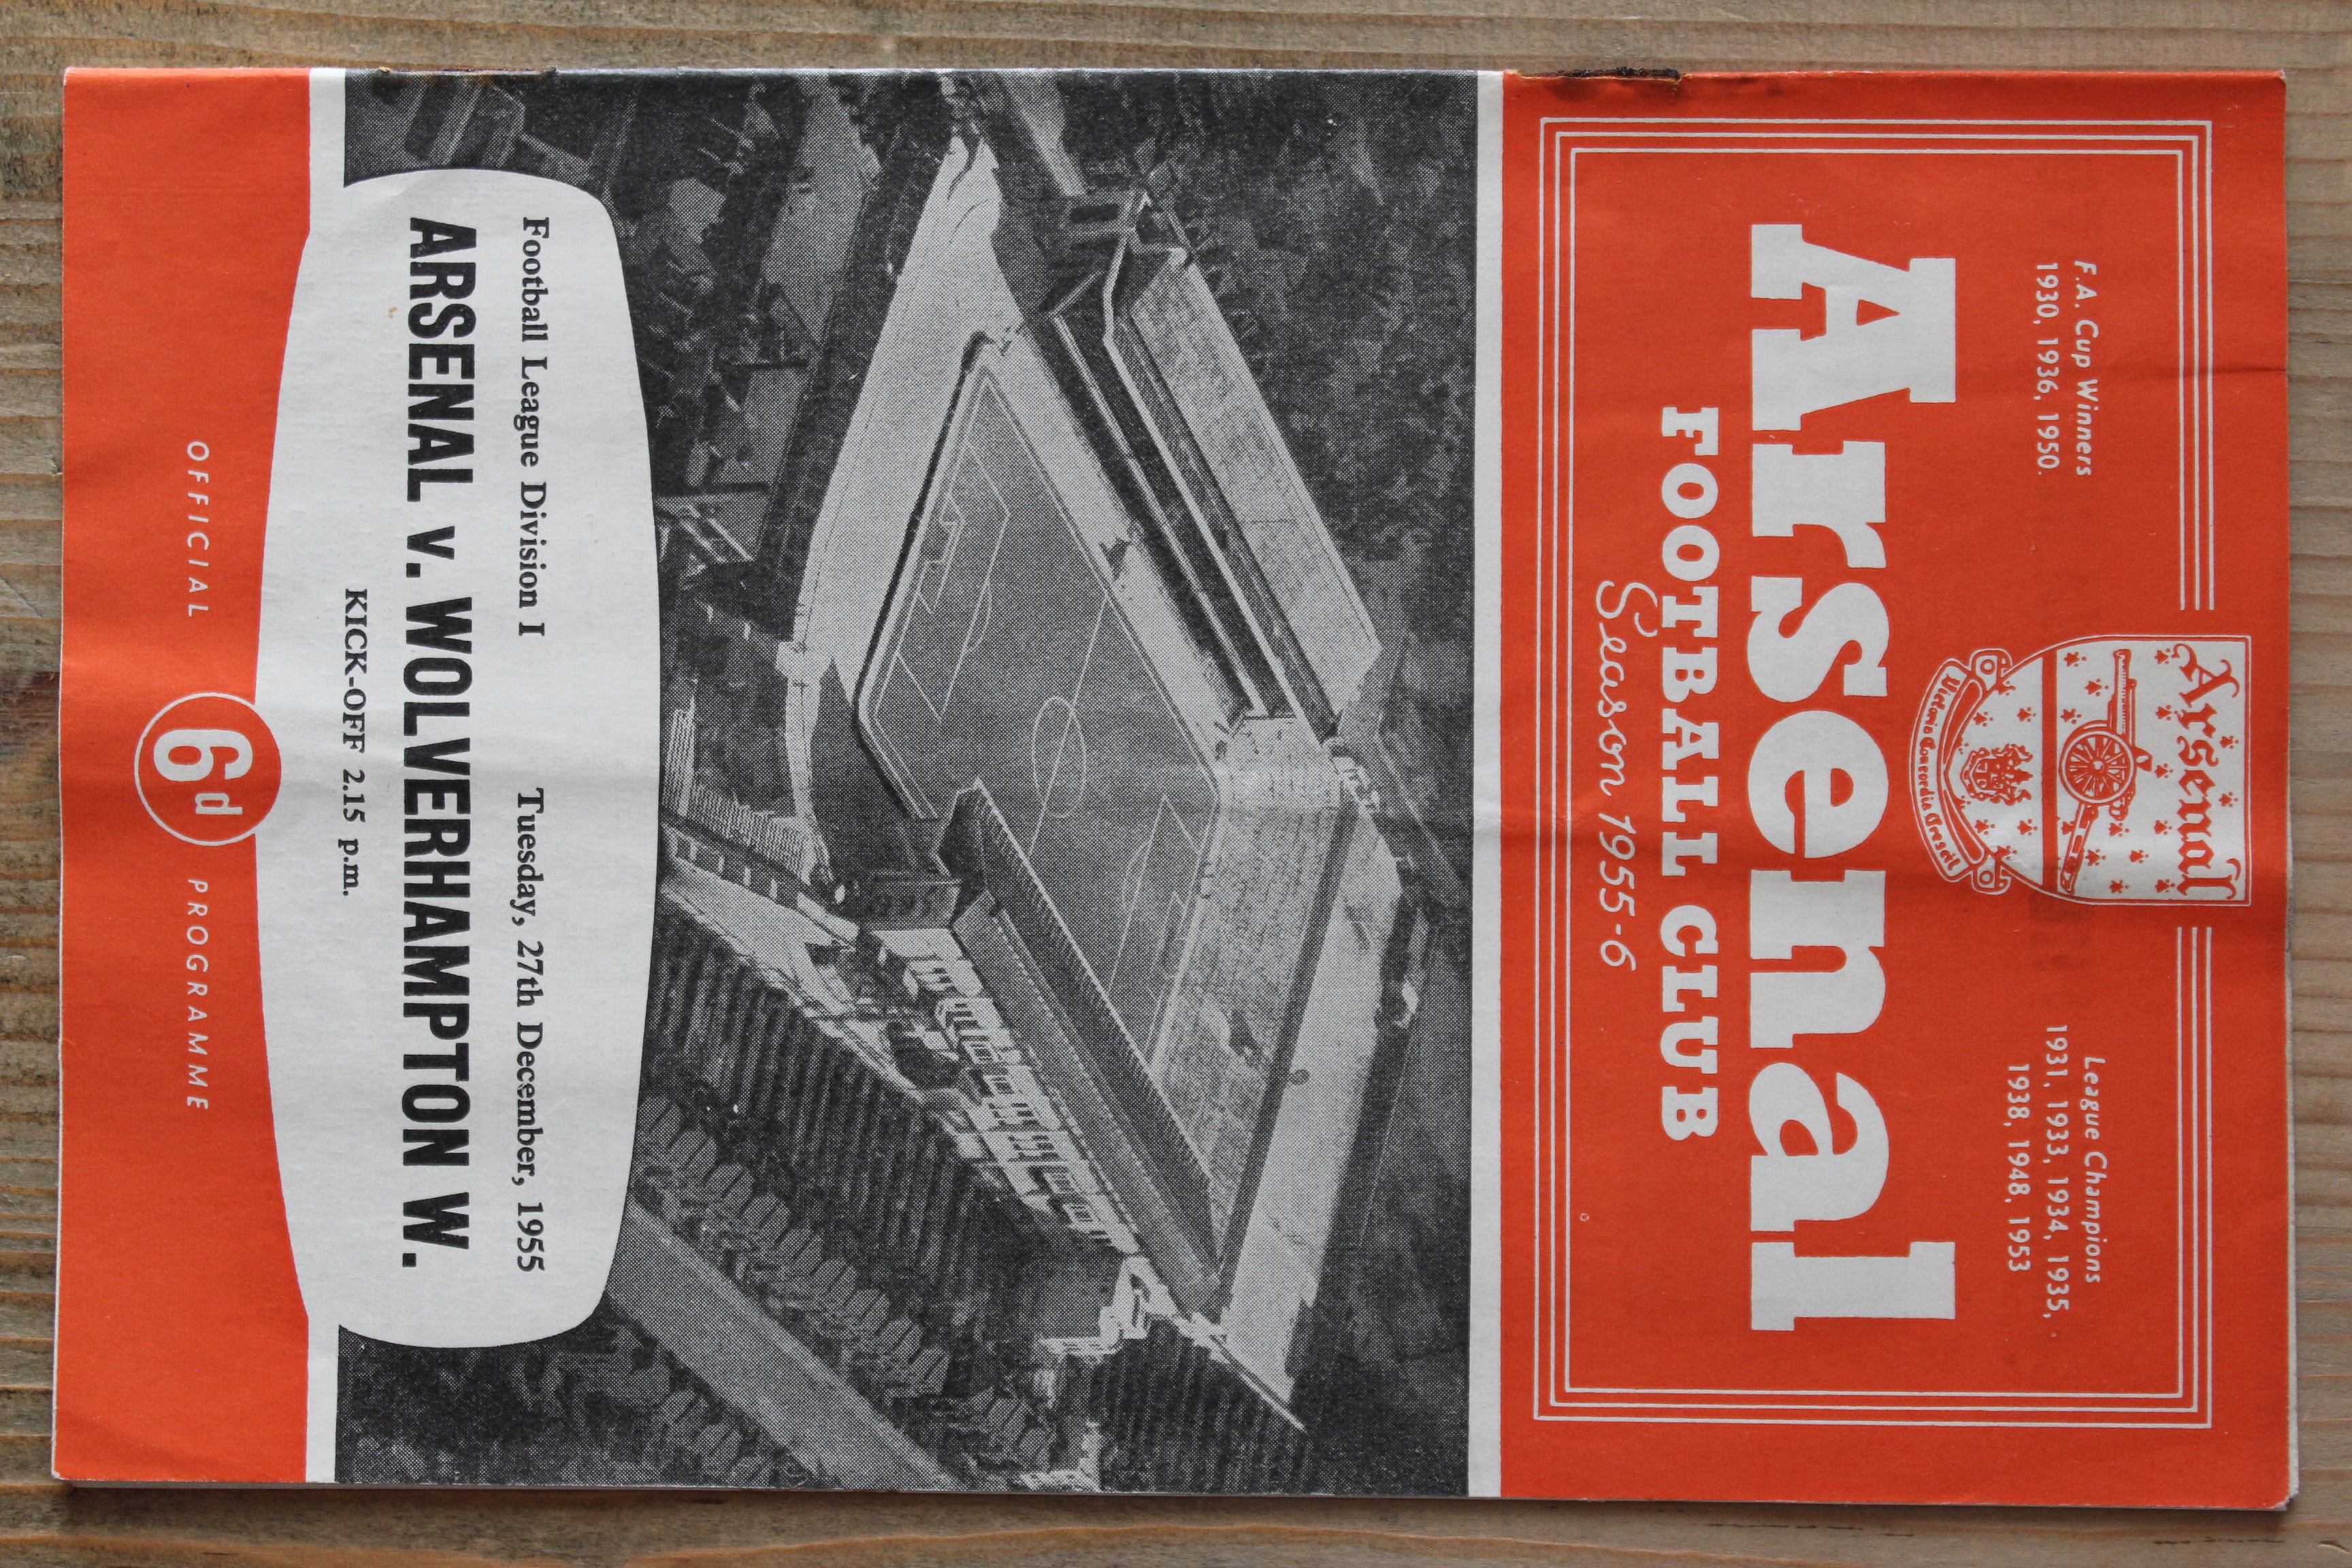 Arsenal
Victoria Concordia Crescit
F.A. Cup Winners
1930, 1936, 1950.
League Champions
1931, 1933, 1934, 1935,
1938, 1948, 1953
Arsenal
FOOTBALL CLUB
Season 1955-6
Football League Division I Tuesday, 27th December, 1955
ARSENAL v. WOLVERHAMPTON W.
KICK-OFF 2.15 p.m.
OFFICIAL 6d PROGRAMME